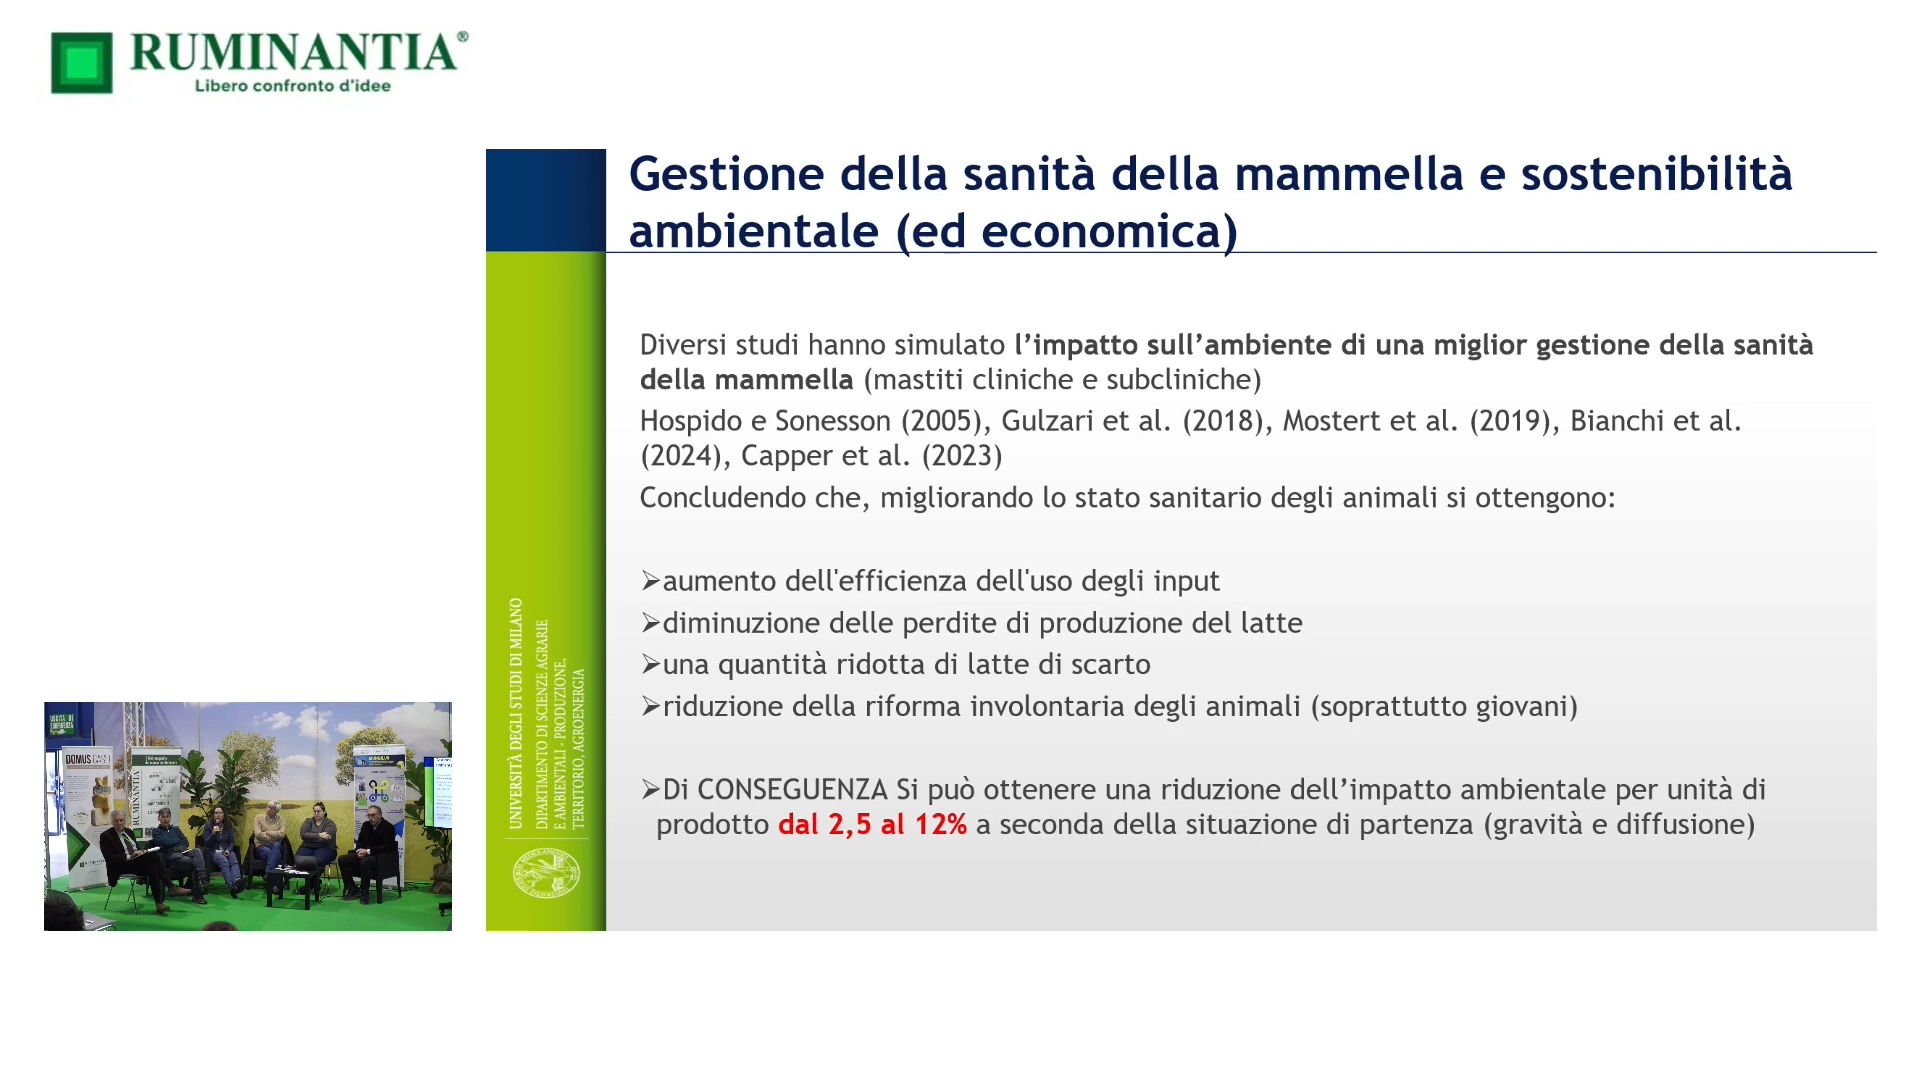 RUMINANTIA®
Libero confronto d'idee
Gestione della sanità della mammella e sostenibilità
ambientale (ed economica)
Diversi studi hanno simulato l’impatto sull’ambiente di una miglior gestione della sanità
della mammella (mastiti cliniche e subcliniche)
Hospido e Sonesson (2005), Gulzari et al. (2018), Mostert et al. (2019), Bianchi et al.
(2024), Capper et al. (2023)
Concludendo che, migliorando lo stato sanitario degli animali si ottengono:
➢aumento dell'efficienza dell'uso degli input
➢diminuzione delle perdite di produzione del latte
➢una quantità ridotta di latte di scarto
➢riduzione della riforma involontaria degli animali (soprattutto giovani)
➢Di CONSEGUENZA Si può ottenere una riduzione dell’impatto ambientale per unità di
prodotto dal 2,5 al 12% a seconda della situazione di partenza (gravità e diffusione)
UNIVERSITÀ DEGLI STUDI DI MILANO
DIPARTIMENTO DI SCIENZE AGRARIE
E AMBIENTALI - PRODUZIONE,
TERRITORIO, AGROENERGIA
USCITA DI
EMERGENZA
DOMUS
RUMINANTIA